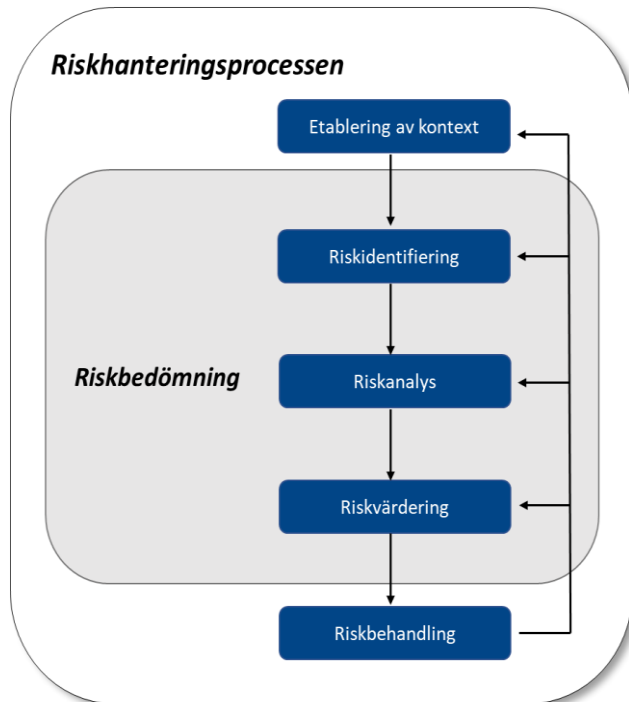 Riskhanteringsprocessen
Etablering av kontext
Riskidentifiering
Riskbedömning
Riskanalys
Riskvärdering
Riskbehandling